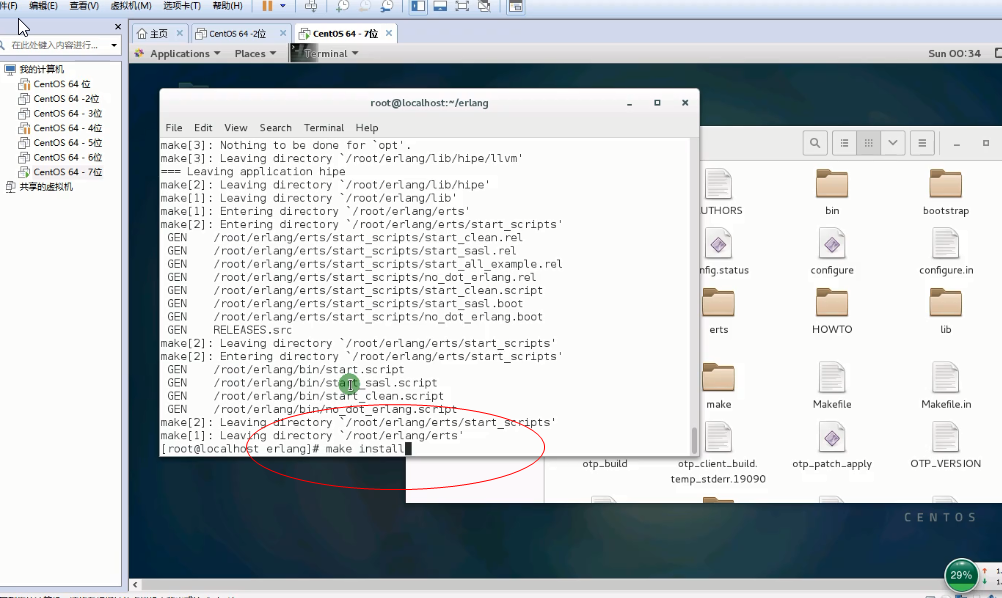 件(F) 编辑(E) 查看(V) 虚拟机(M) 选项卡(T) 帮助(H)
在此处键入内容进行...
我的计算机
CentOS 64 位
CentOS 64 -2位
CentOS 64 - 3位
CentOS 64 - 4位
CentOS 64 - 5位
CentOS 64 - 6位
CentOS 64 - 7位
共享的虚拟机
主页 CentOS 64 -2位 CentOS 64 - 7位
Applications Places Terminal Sun 00:34
root@localhost:~/erlang
File Edit View Search Terminal Help
make[3]: Nothing to be done for `opt'.
make[3]: Leaving directory `/root/erlang/lib/hipe/llvm'
=== Leaving application hipe
make[2]: Leaving directory `/root/erlang/lib/hipe'
make[1]: Leaving directory `/root/erlang/lib'
make[1]: Entering directory `/root/erlang/erts'
make[2]: Entering directory `/root/erlang/erts/start_scripts'
GEN /root/erlang/erts/start_scripts/start_clean.rel
GEN /root/erlang/erts/start_scripts/start_sasl.rel
GEN /root/erlang/erts/start_scripts/start_all_example.rel
GEN /root/erlang/erts/start_scripts/no_dot_erlang.rel
GEN /root/erlang/erts/start_scripts/start_clean.script
GEN /root/erlang/erts/start_scripts/start_sasl.boot
GEN /root/erlang/erts/start_scripts/no_dot_erlang.boot
GEN RELEASES.src
make[2]: Leaving directory `/root/erlang/erts/start_scripts'
make[2]: Entering directory `/root/erlang/erts/start_scripts'
GEN /root/erlang/bin/start.script
GEN /root/erlang/bin/start_sasl.script
GEN /root/erlang/bin/start_clean.script
GEN /root/erlang/bin/no_dot_erlang.script
make[2]: Leaving directory `/root/erlang/erts/start_scripts'
make[1]: Leaving directory `/root/erlang/erts'
[root@localhost erlang]# make install
UTHORS bin bootstrap
nfig.status configure configure.in
erts HOWTO lib
make Makefile Makefile.in
otp_build otp_client_build. otp_patch_apply OTP_VERSION
temp_stderr.19090
CENTOS
29%